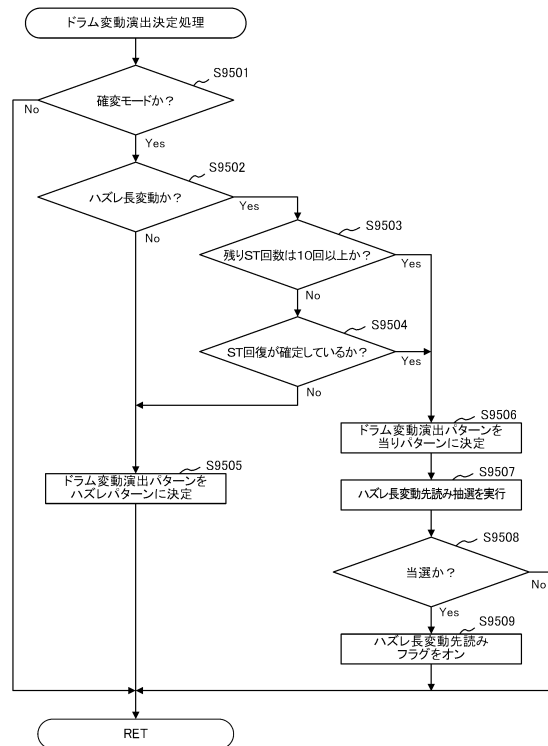 ドラム変動演出決定処理
S9501
確変モードか？
No
Yes
S9502
ハズレ長変動か？
Yes
No
S9503
残りST回数は10回以上か？
Yes
No
S9504
ST回復が確定しているか？
Yes
No
S9506
ドラム変動演出パターンを
当りパターンに決定
S9505
ドラム変動演出パターンを
ハズレパターンに決定
S9507
ハズレ長変動先読み抽選を実行
S9508
当選か？
No
Yes
S9509
ハズレ長変動先読み
フラグをオン
RET